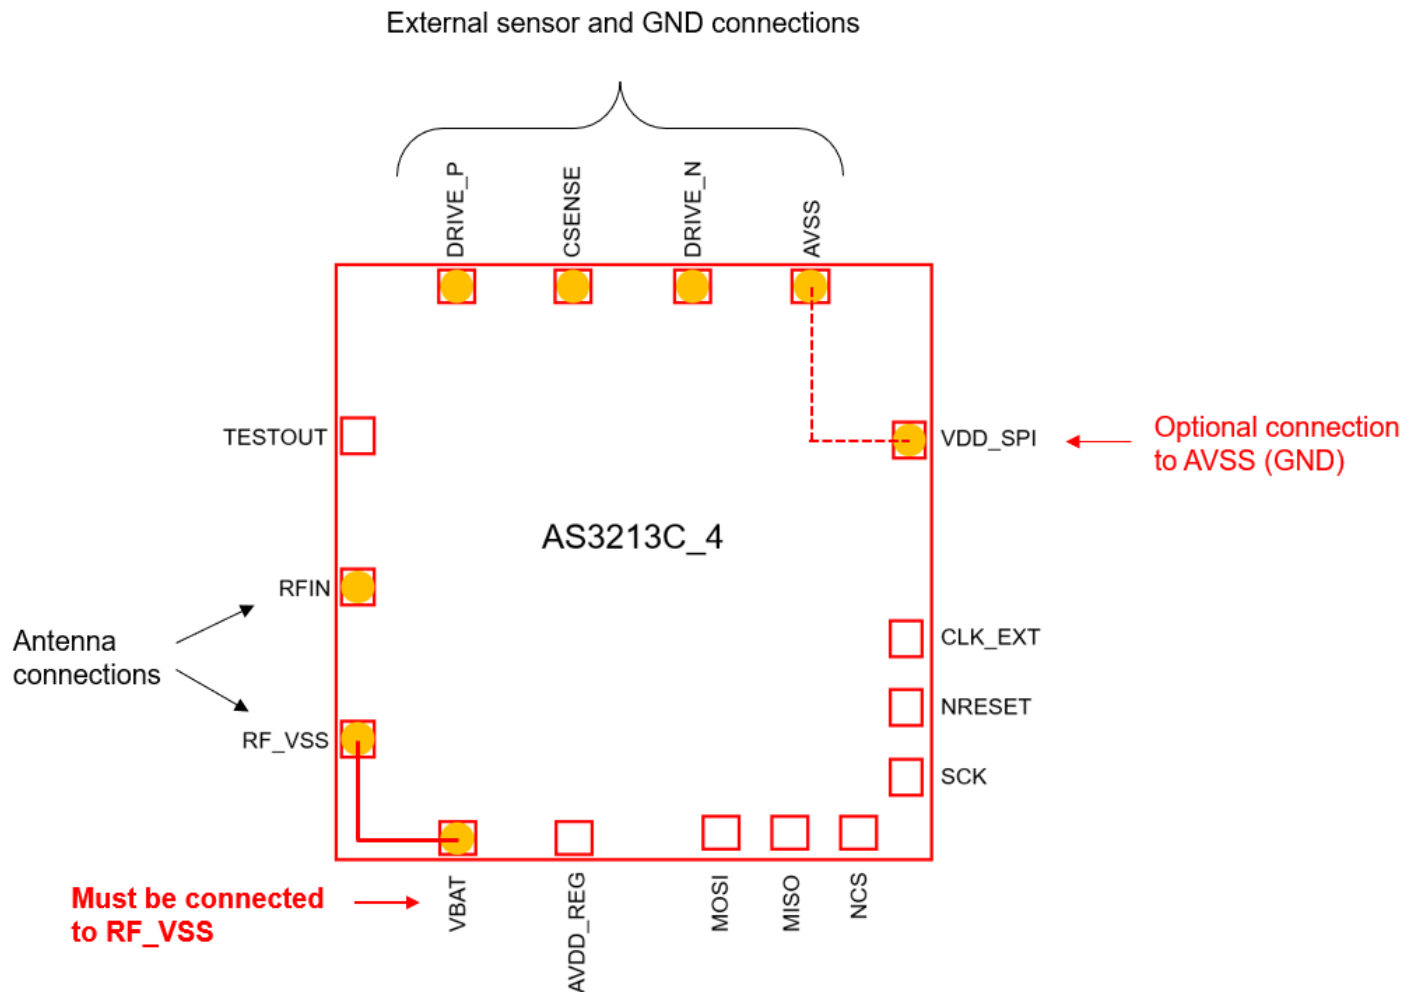 External sensor and GND connections
DRIVE_P
CSENSE
DRIVE_N
AVSS
TESTOUT
VDD_SPI
Optional connection
to AVSS (GND)
AS3213C_4
RFIN
Antenna
connections
CLK_EXT
NRESET
RF_VSS
SCK
Must be connected
to RF_VSS
VBAT
AVDD_REG
MOSI
MISO
NCS